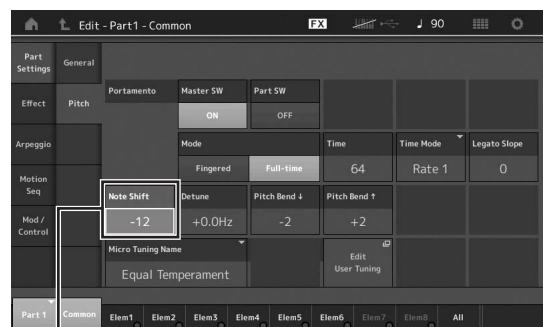 Edit - Part1 - Common
FX
♩ 90
Part Settings
General
Effect
Pitch
Portamento
Master SW
ON
Part SW
OFF
Arpeggio
Mode
Fingered
Full-time
Time
64
Time Mode
Rate 1
Legato Slope
0
Motion Seq
Note Shift
-12
Detune
+0.0Hz
Pitch Bend ↓
-2
Pitch Bend ↑
+2
Mod / Control
Micro Tuning Name
Equal Temperament
Edit User Tuning
Part 1
Common
Elem1
Elem2
Elem3
Elem4
Elem5
Elem6
Elem7
Elem8
All